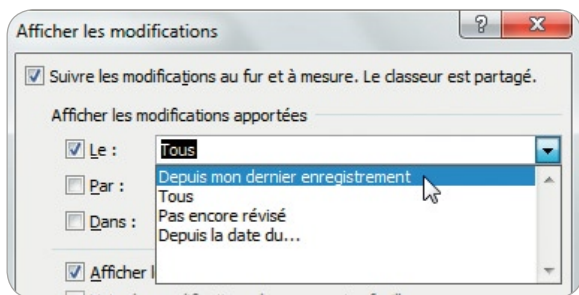 Afficher les modifications
Suivre les modifications au fur et à mesure. Le classeur est partagé.
Afficher les modifications apportées
Le : Tous
Depuis mon dernier enregistrement
Par :
Tous
Dans :
Pas encore révisé
Depuis la date du...
Afficher